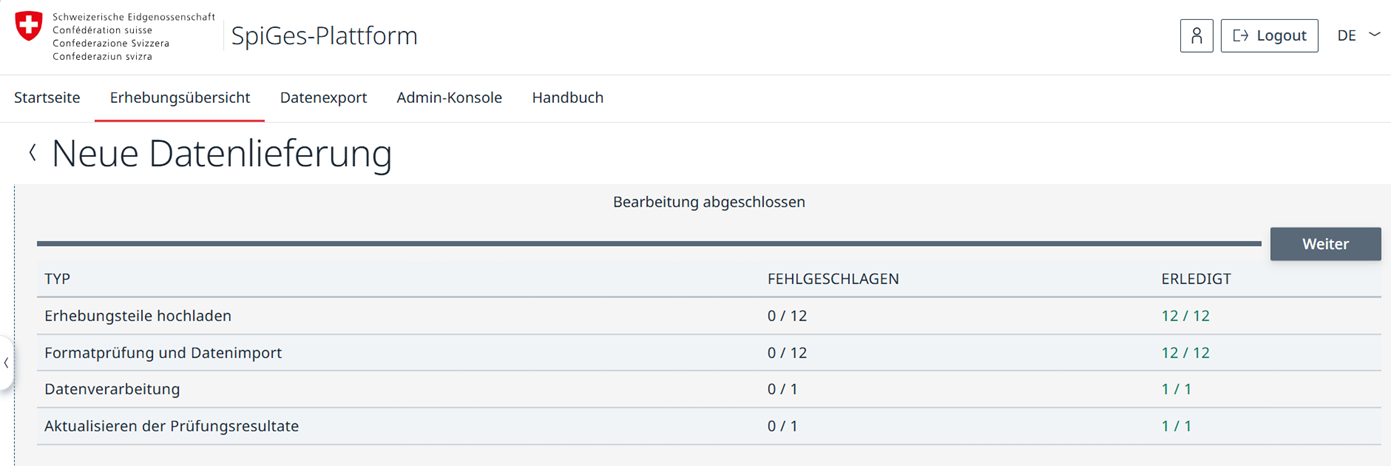 Schweizerische Eidgenossenschaft
Confédération suisse
Confederazione Svizzera
Confederaziun svizra
SpiGes-Plattform
Logout
DE
Startseite Erhebungsübersicht Datenexport Admin-Konsole Handbuch
Neue Datenlieferung
Bearbeitung abgeschlossen
Weiter
TYP FEHLGESCHLAGEN ERLEDIGT
Erhebungsteile hochladen 0 / 12 12 / 12
Formatprüfung und Datenimport 0 / 12 12 / 12
Datenverarbeitung 0 / 1 1 / 1
Aktualisieren der Prüfungsresultate 0 / 1 1 / 1